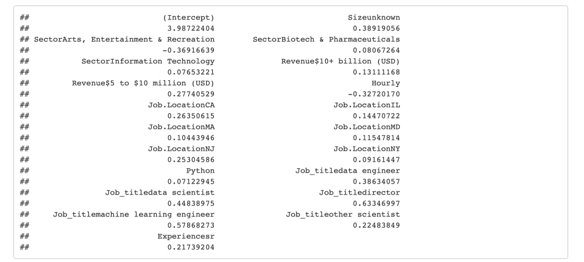 ## (Intercept) Sizeunknown
## 3.98722404 0.38919056
## SectorArts, Entertainment & Recreation SectorBiotech & Pharmaceuticals
## -0.36916639 0.08067264
## SectorInformation Technology Revenue$10+ billion (USD)
## 0.07653221 0.13111168
## Revenue$5 to $10 million (USD) Hourly
## 0.27740529 -0.32720170
## Job.LocationCA Job.LocationIL
## 0.26350615 0.14470722
## Job.LocationMA Job.LocationMD
## 0.10443946 0.11547814
## Job.LocationNJ Job.LocationNY
## 0.25304586 0.09161447
## Python Job_titledata engineer
## 0.07122945 0.38634057
## Job_titledata scientist Job_titledirector
## 0.44838975 0.63346997
## Job_titlemachine learning engineer Job_titleother scientist
## 0.57868273 0.22483849
## Experiencesr
## 0.21739204